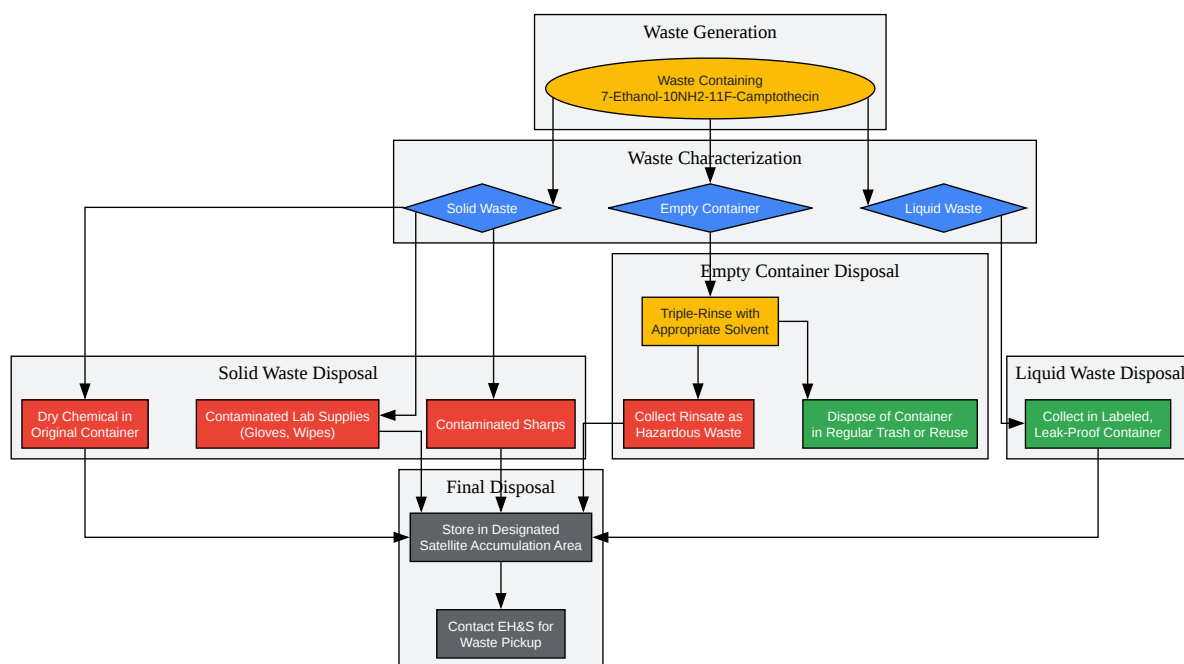 Waste Generation
Waste Containing
7-Ethanol-10NH2-11F-Camptothecin
Waste Characterization
Solid Waste
Empty Container
Liquid Waste
Empty Container Disposal
Triple-Rinse with
Appropriate Solvent
Solid Waste Disposal
Liquid Waste Disposal
Dry Chemical in
Original Container
Contaminated Lab Supplies
(Gloves, Wipes)
Contaminated Sharps
Collect Rinsate as
Hazardous Waste
Dispose of Container
in Regular Trash or Reuse
Collect in Labeled,
Leak-Proof Container
Final Disposal
Store in Designated
Satellite Accumulation Area
Contact EH&S for
Waste Pickup